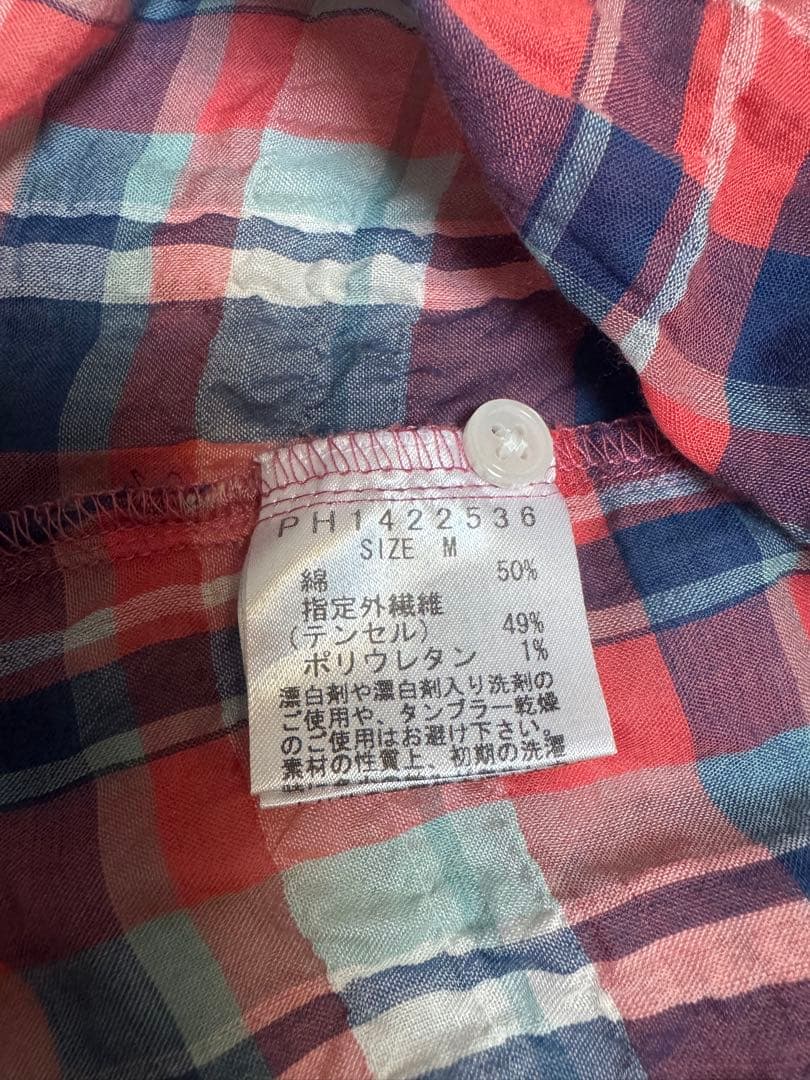 PH1422536
SIZE M
綿 50%
指定外繊維
(テンセル) 49%
ポリウレタン 1%
漂白剤や漂白剤入り洗剤の
ご使用や、タンブラー乾燥
のご使用はお避け下さい。
素材の性質上、初期の洗濯